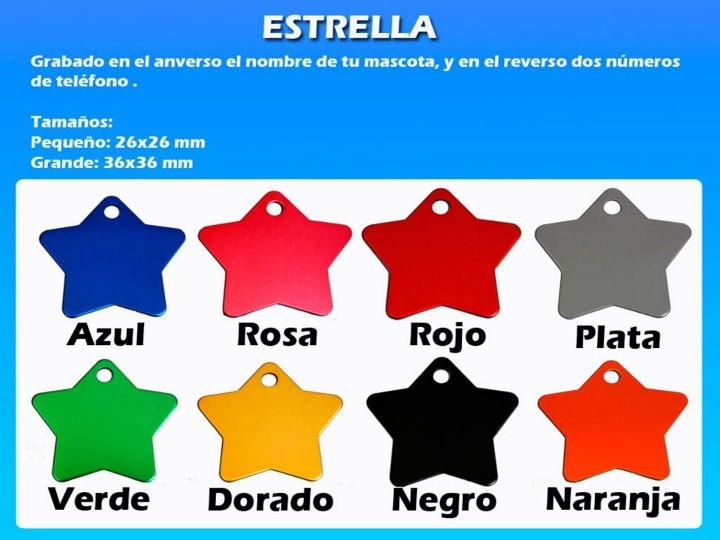 ESTRELLA
Grabado en el anverso el nombre de tu mascota, y en el reverso dos números
de teléfono .
Tamaños:
Pequeño: 26x26 mm
Grande: 36x36 mm
Azul Rosa Rojo Plata
Verde Dorado Negro Naranja